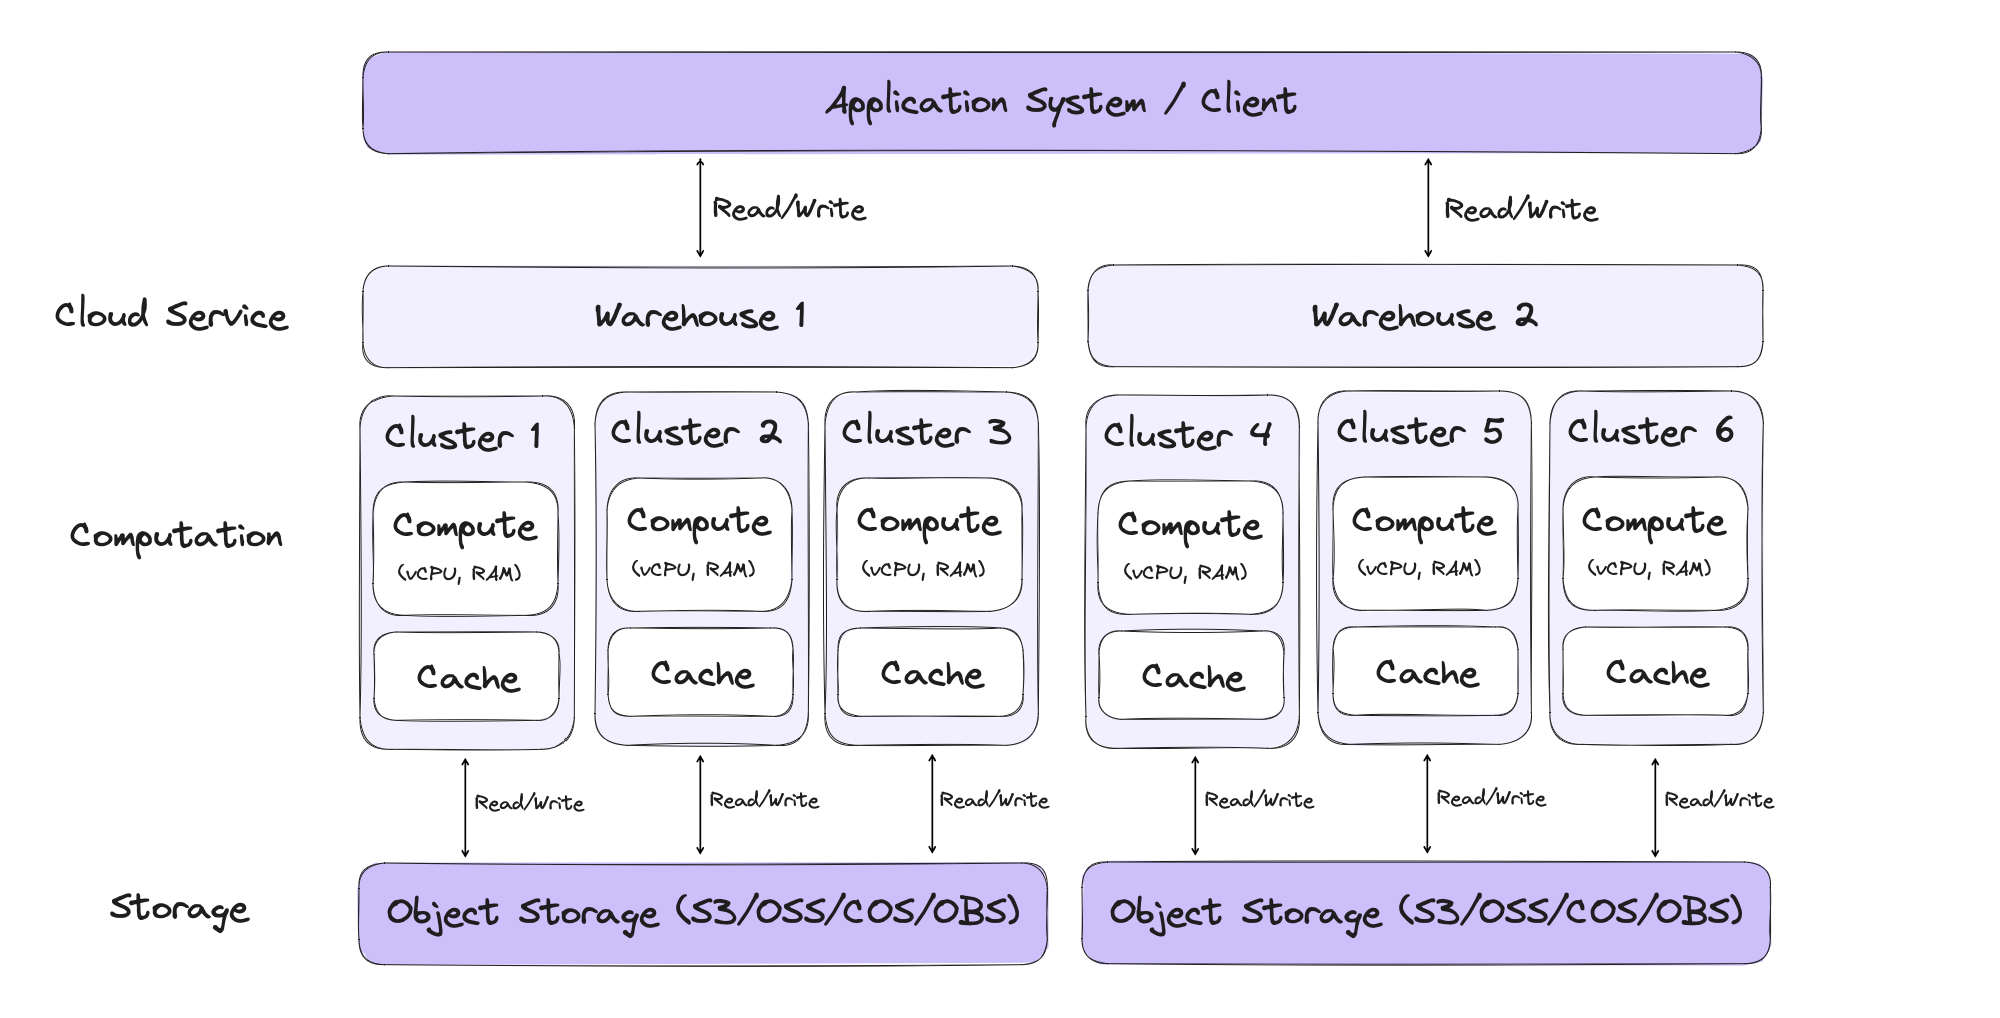 Application System / Client
Read/Write
Read/Write
Cloud Service
Warehouse 1
Warehouse 2
Computation
Cluster 1
Compute
(vCPU, RAM)
Cache
Cluster 2
Compute
(vCPU, RAM)
Cache
Cluster 3
Compute
(vCPU, RAM)
Cache
Cluster 4
Compute
(vCPU, RAM)
Cache
Cluster 5
Compute
(vCPU, RAM)
Cache
Cluster 6
Compute
(vCPU, RAM)
Cache
Read/Write
Read/Write
Read/Write
Read/Write
Read/Write
Read/Write
Storage
Object Storage (S3/OSS/COS/OBS)
Object Storage (S3/OSS/COS/OBS)